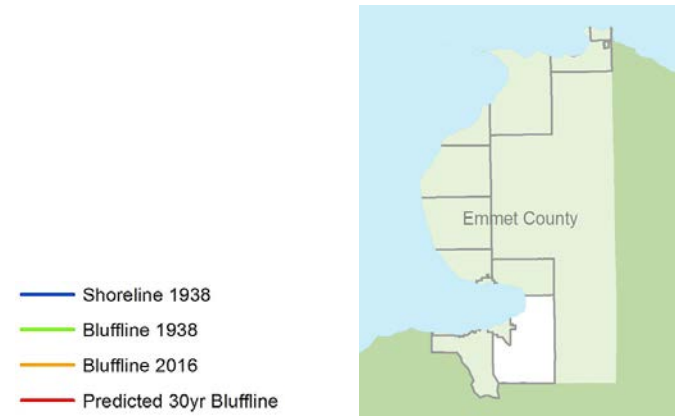 Emmet County
Shoreline 1938
Bluffline 1938
Bluffline 2016
Predicted 30yr Bluffline